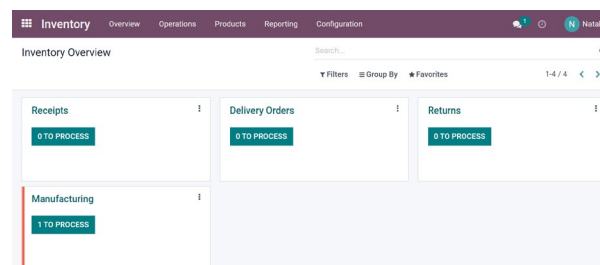 Inventory Overview Operations Products Reporting Configuration 1 N Natal
Inventory Overview Search...
Filters Group By Favorites 1-4 / 4
Receipts Delivery Orders Returns
0 TO PROCESS 0 TO PROCESS 0 TO PROCESS
Manufacturing
1 TO PROCESS